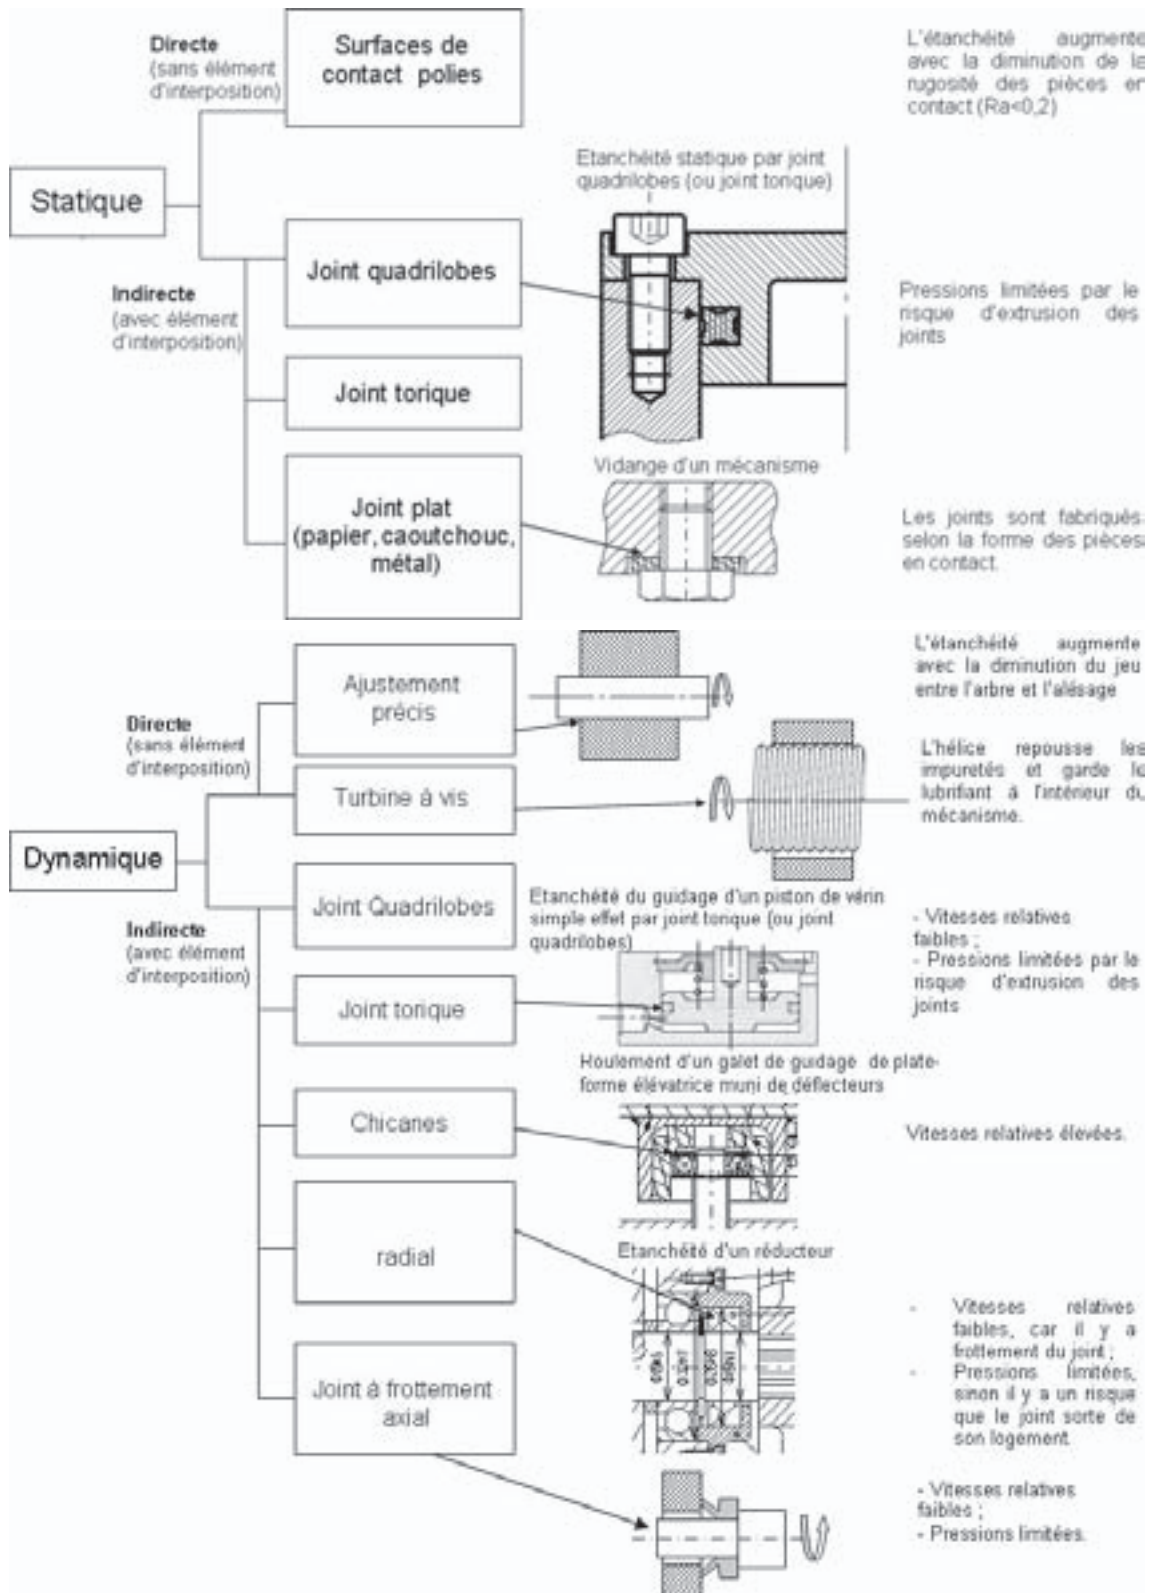 Directe
(sans élément
d'interposition)
Surfaces de
contact polies
L'étanchéité augmente
avec la diminution de la
rugosité des pièces en
contact (Ra<0,2)
Statique
Etanchéité statique par joint
quadrilobes (ou joint torique)
Joint quadrilobes
Indirecte
(avec élément
d'interposition)
Pressions limitées par le
risque d'extrusion des
joints
Joint torique
Vidange d'un mécanisme
Joint plat
(papier, caoutchouc,
métal)
Les joints sont fabriqués
selon la forme des pièces
en contact.
Ajustement
précis
L'étanchéité augmente
avec la diminution du jeu
entre l'arbre et l'alésage
Directe
(sans élément
d'interposition)
Turbine à vis
L'hélice repousse les
impuretés et garde le
lubrifiant à l'intérieur du
mécanisme.
Dynamique
Joint Quadrilobes
Etanchéité du guidage d'un piston de vérin
simple effet par joint torique (ou joint
quadrilobes)
Indirecte
(avec élément
d'interposition)
- Vitesses relatives
faibles ;
- Pressions limitées par le
risque d'extrusion des
joints
Joint torique
Roulement d'un galet de guidage de plate-
forme élévatrice muni de déflecteurs
Chicanes
Vitesses relatives élevées.
radial
Etanchéité d'un réducteur
- Vitesses relatives
faibles, car il y a
frottement du joint ;
- Pressions limitées,
sinon il y a un risque
que le joint sorte de
son logement.
Joint à frottement
axial
- Vitesses relatives
faibles ;
- Pressions limitées.